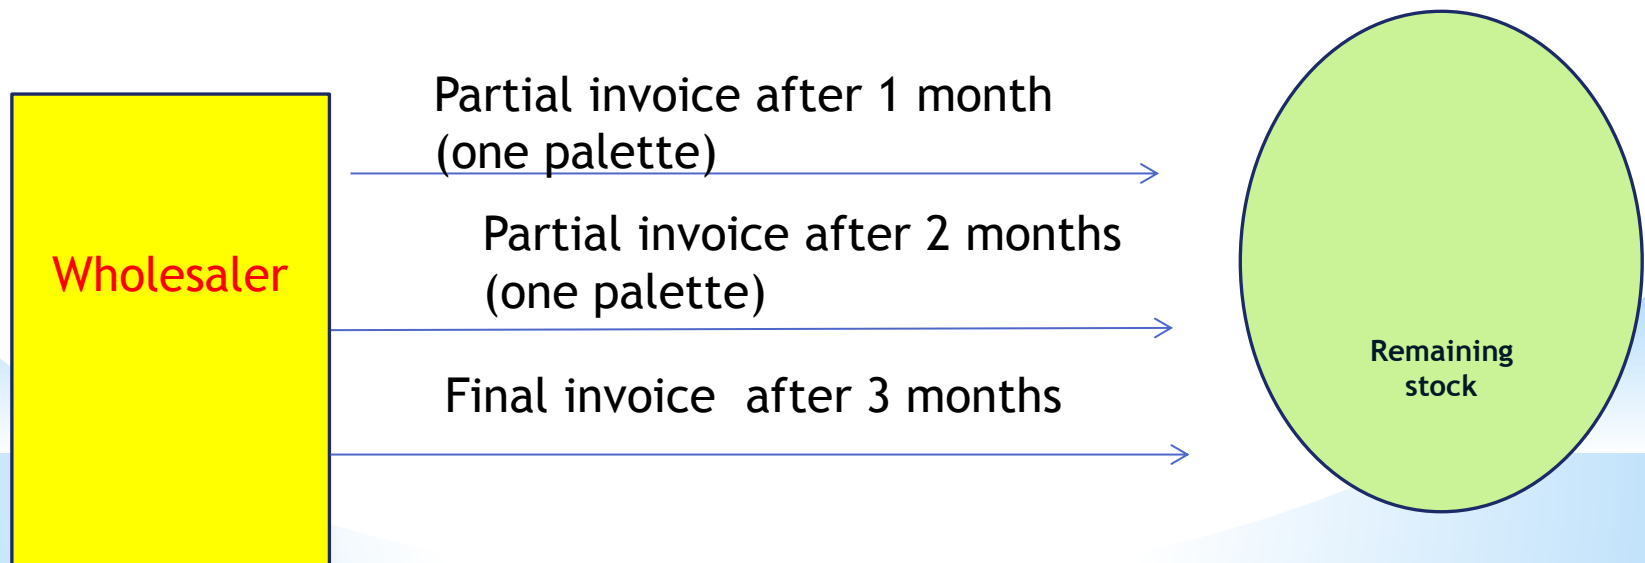 Partial invoice after 1 month
(one palette)
Partial invoice after 2 months
(one palette)
Wholesaler
Final invoice  after 3 months
Remaining
stock